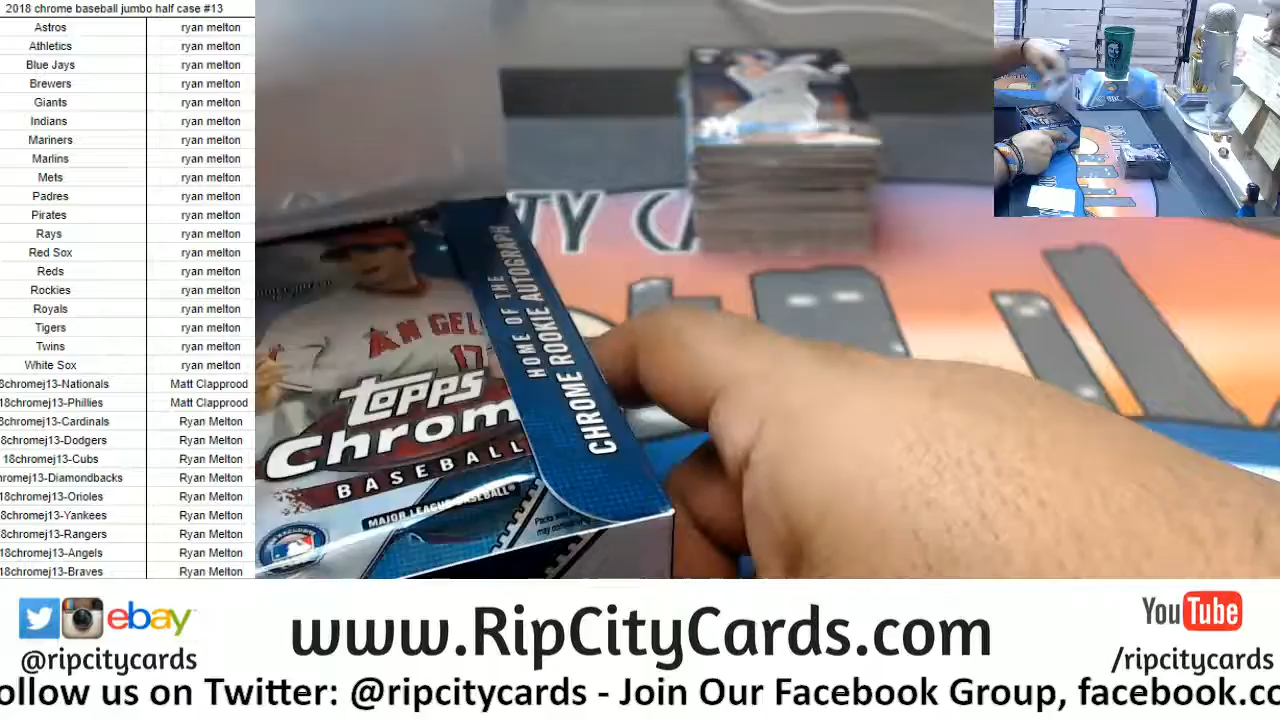 2018 chrome baseball jumbo half case #13
Astros ryan melton
Athletics ryan melton
Blue Jays ryan melton
Brewers ryan melton
Giants ryan melton
Indians ryan melton
Mariners ryan melton
Marlins ryan melton
Mets ryan melton
Padres ryan melton
Pirates ryan melton
Rays ryan melton
Red Sox ryan melton
Reds ryan melton
Rockies ryan melton
Royals ryan melton
Tigers ryan melton
Twins ryan melton
White Sox ryan melton
8chromej13-Nationals Matt Clapprood
18chromej13-Phillies Matt Clapprood
8chromej13-Cardinals Ryan Melton
8chromej13-Dodgers Ryan Melton
18chromej13-Cubs Ryan Melton
hromej13-Diamondbacks Ryan Melton
18chromej13-Orioles Ryan Melton
8chromej13-Yankees Ryan Melton
8chromej13-Rangers Ryan Melton
18chromej13-Angels Ryan Melton
18chromej13-Braves Ryan Melton
TY CA
ANGEL
17
HOME OF THE
CHROME ROOKIE AUTOGRAPH
TOPPS
Chrom
BASEBALL
MAJOR LEAGUE BASEBALL
ebay
@ripcitycards
www.RipCityCards.com
YouTube
/ripcitycards
ollow us on Twitter: @ripcitycards - Join Our Facebook Group, facebook.co